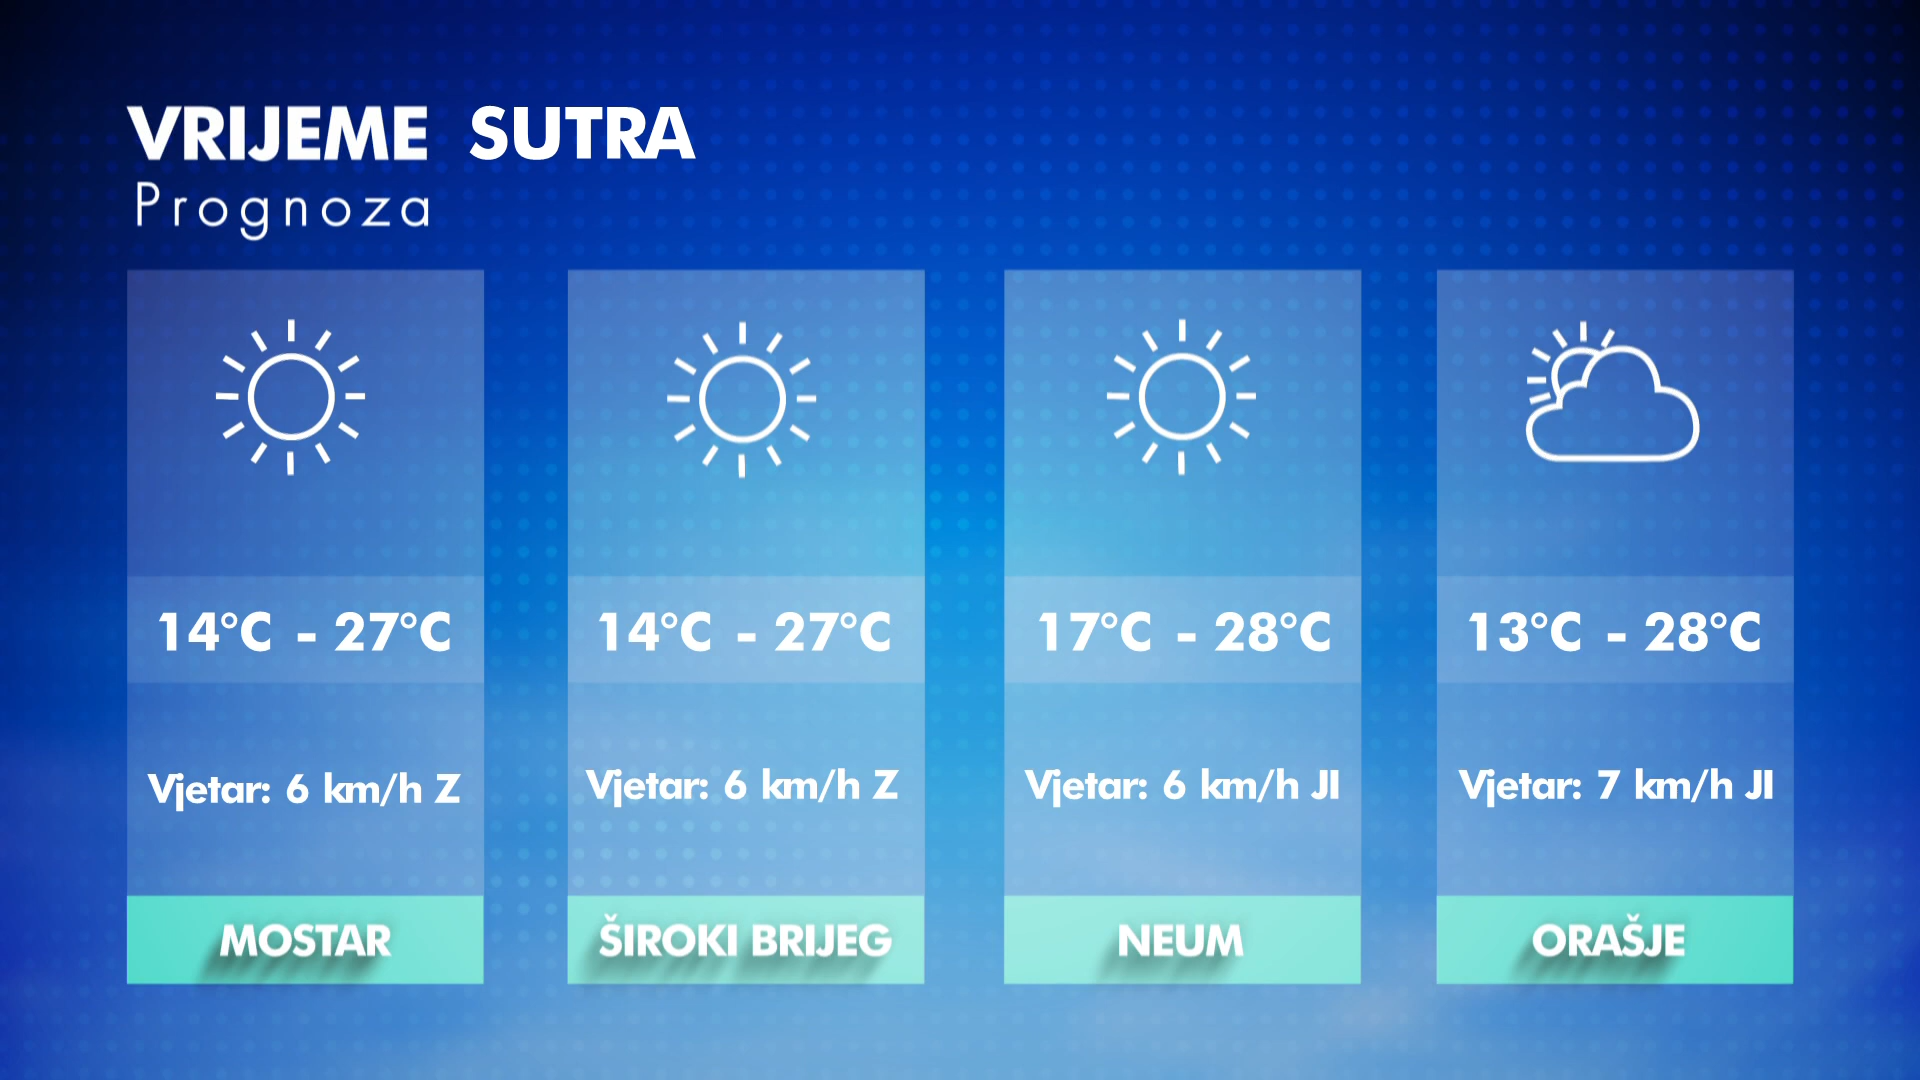 VRIJEME SUTRA
Prognoza
14°C - 27°C
Vjetar: 6 km/h Z
MOSTAR
14°C - 27°C
Vjetar: 6 km/h Z
ŠIROKI BRIJEG
17°C - 28°C
Vjetar: 6 km/h JI
NEUM
13°C - 28°C
Vjetar: 7 km/h JI
ORAŠJE